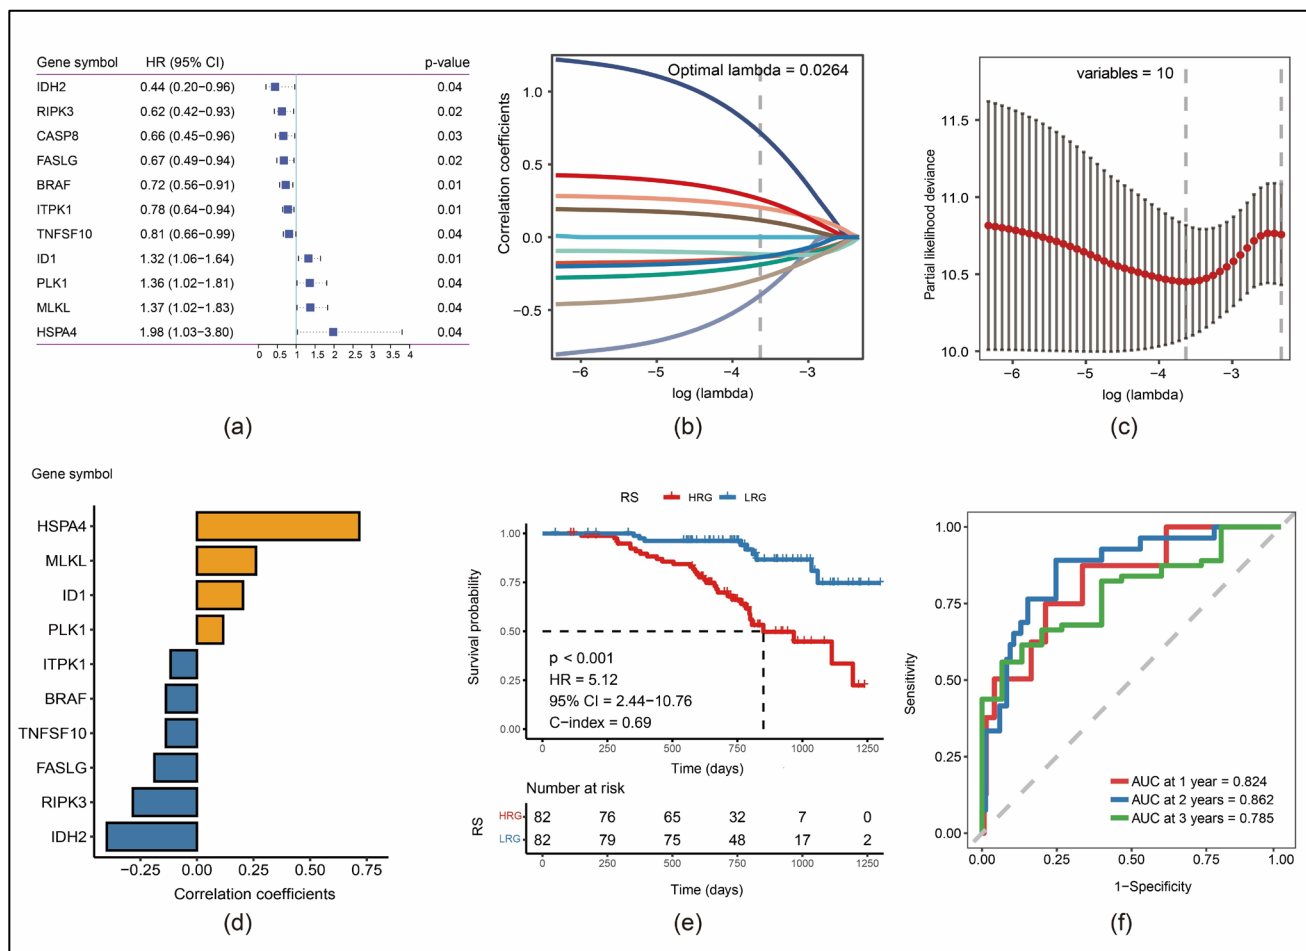 Gene symbol HR (95% CI) p-value
IDH2 0.44 (0.20−0.96) 0.04
RIPK3 0.62 (0.42−0.93) 0.02
CASP8 0.66 (0.45−0.96) 0.03
FASLG 0.67 (0.49−0.94) 0.02
BRAF 0.72 (0.56−0.91) 0.01
ITPK1 0.78 (0.64−0.94) 0.01
TNFSF10 0.81 (0.66−0.99) 0.04
ID1 1.32 (1.06−1.64) 0.01
PLK1 1.36 (1.02−1.81) 0.04
MLKL 1.37 (1.02−1.83) 0.04
HSPA4 1.98 (1.03−3.80) 0.04
0 0.5 1 1.5 2 2.5 3 3.5 4
(a)
Optimal lambda = 0.0264
Correlation coefficients
1.0
0.5
0.0
−0.5
−6 −5 −4 −3
log (lambda)
(b)
variables = 10
Partial likelihood deviance
11.5
11.0
10.5
10.0
−6 −5 −4 −3
log (lambda)
(c)
Gene symbol
HSPA4
MLKL
ID1
PLK1
ITPK1
BRAF
TNFSF10
FASLG
RIPK3
IDH2
−0.25 0.00 0.25 0.50 0.75
Correlation coefficients
(d)
RS HRG LRG
Survival probability
1.00
0.75
0.50
0.25
0.00
p < 0.001
HR = 5.12
95% CI = 2.44−10.76
C−index = 0.69
0 250 500 750 1000 1250
Time (days)
Number at risk
RS
HRG 82 76 65 32 7 0
LRG 82 79 75 48 17 2
0 250 500 750 1000 1250
Time (days)
(e)
Sensitivity
1.00
0.75
0.50
0.25
0.00
AUC at 1 year = 0.824
AUC at 2 years = 0.862
AUC at 3 years = 0.785
0.00 0.25 0.50 0.75 1.00
1−Specificity
(f)